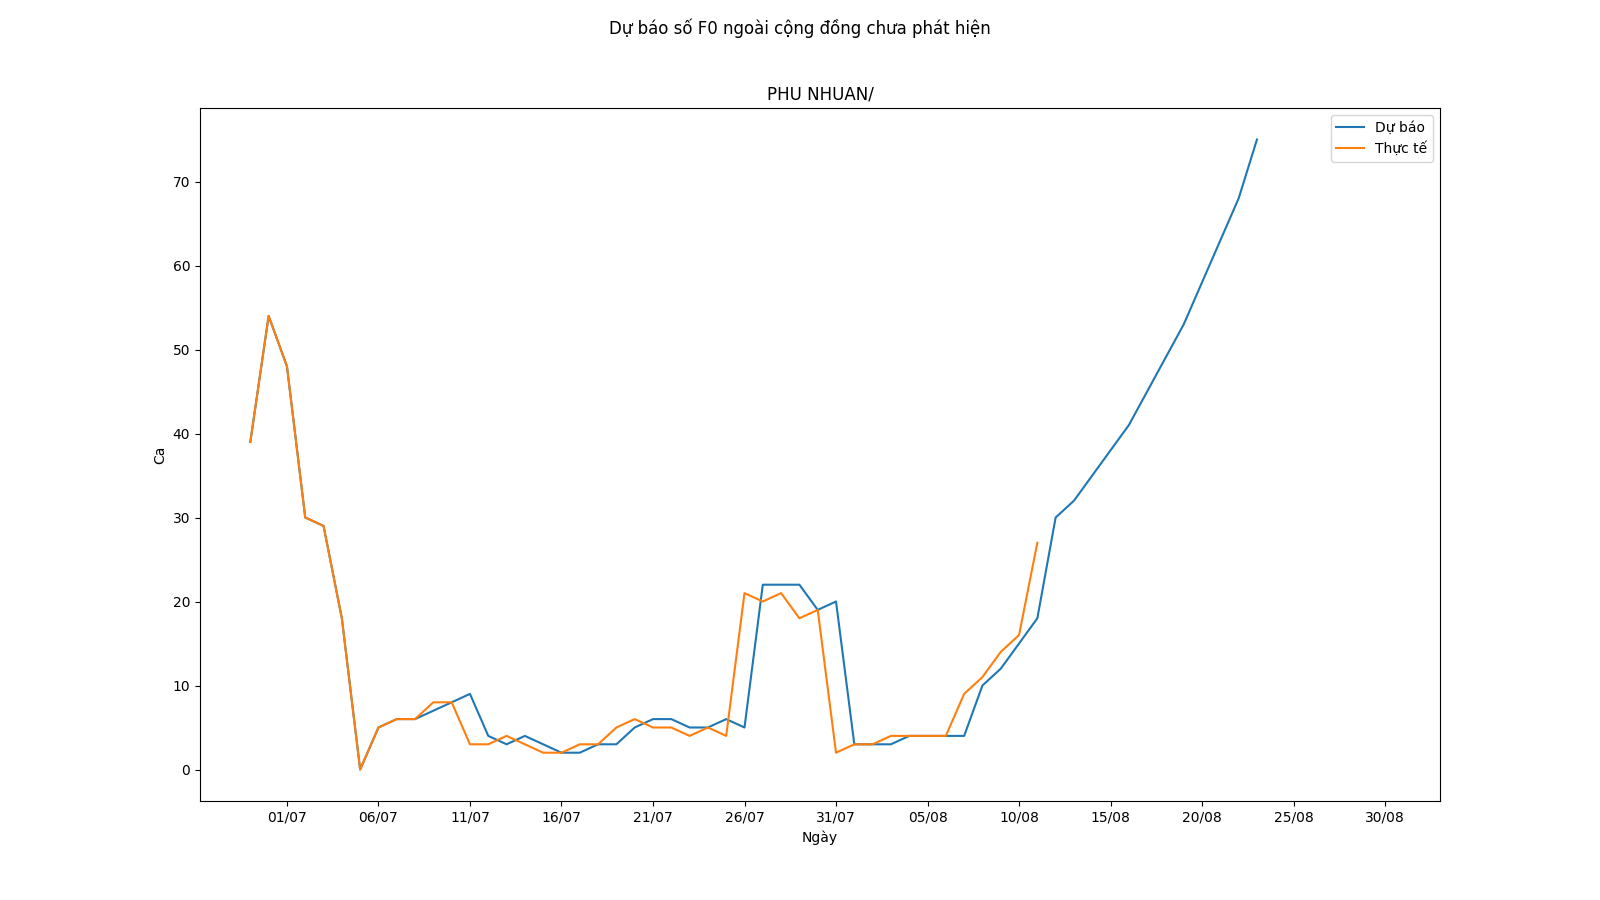 Dự báo số F0 ngoài cộng đồng chưa phát hiện
PHU NHUAN/
Dự báo
Thực tế
70
60
50
40
30
20
10
0
Ca
01/07 06/07 11/07 16/07 21/07 26/07 31/07 05/08 10/08 15/08 20/08 25/08 30/08
Ngày